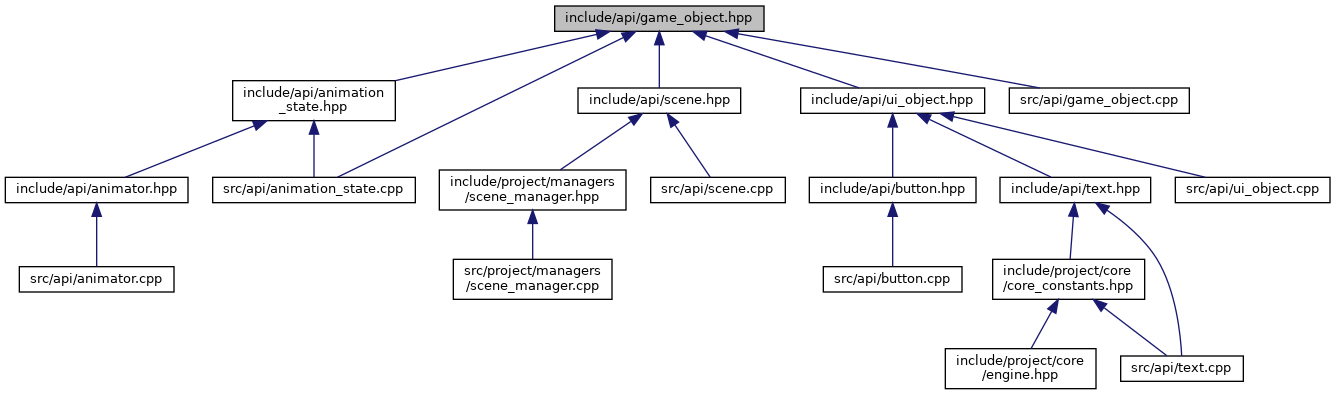 include/api/game_object.hpp
include/api/animation
_state.hpp
include/api/scene.hpp
include/api/ui_object.hpp
src/api/game_object.cpp
include/api/animator.hpp
src/api/animation_state.cpp
include/project/managers
/scene_manager.hpp
src/api/scene.cpp
include/api/button.hpp
include/api/text.hpp
src/api/ui_object.cpp
src/api/animator.cpp
src/project/managers
/scene_manager.cpp
src/api/button.cpp
include/project/core
/core_constants.hpp
include/project/core
/engine.hpp
src/api/text.cpp